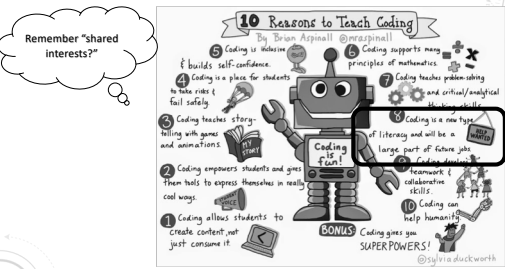 Remember “shared
interests?”
10 Reasons to Teach Coding
By Brian Aspinall @mraspinall
5 Coding is inclusive
& builds self-confidence.
6 Coding supports many
principles of mathematics.
4 Coding is a place for students
to take risks &
fail safely.
7 Coding teaches problem-solving
and critical/analytical
thinking skills.
3 Coding teaches story-
telling with games
and animations.
MY
STORY
8 Coding is a new type
of literacy and will be a
large part of future jobs.
HELP
WANTED
Coding
is
fun!
2 Coding empowers students and gives
them tools to express themselves in really
cool ways.
VOICE
9 Coding develops
teamwork &
collaborative
skills.
1 Coding allows students to
create content, not
just consume it.
10 Coding can
help humanity.
BONUS:
Coding gives you
SUPERPOWERS!
@sylviaduckworth